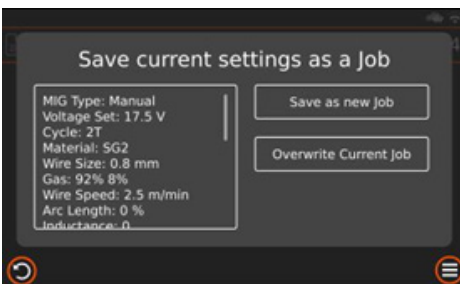 Save current settings as a Job
MIG Type: Manual
Voltage Set: 17.5 V
Cycle: 2T
Material: SG2
Wire Size: 0.8 mm
Gas: 92% 8%
Wire Speed: 2.5 m/min
Arc Length: 0 %
Inductance: 0
Save as new Job
Overwrite Current Job